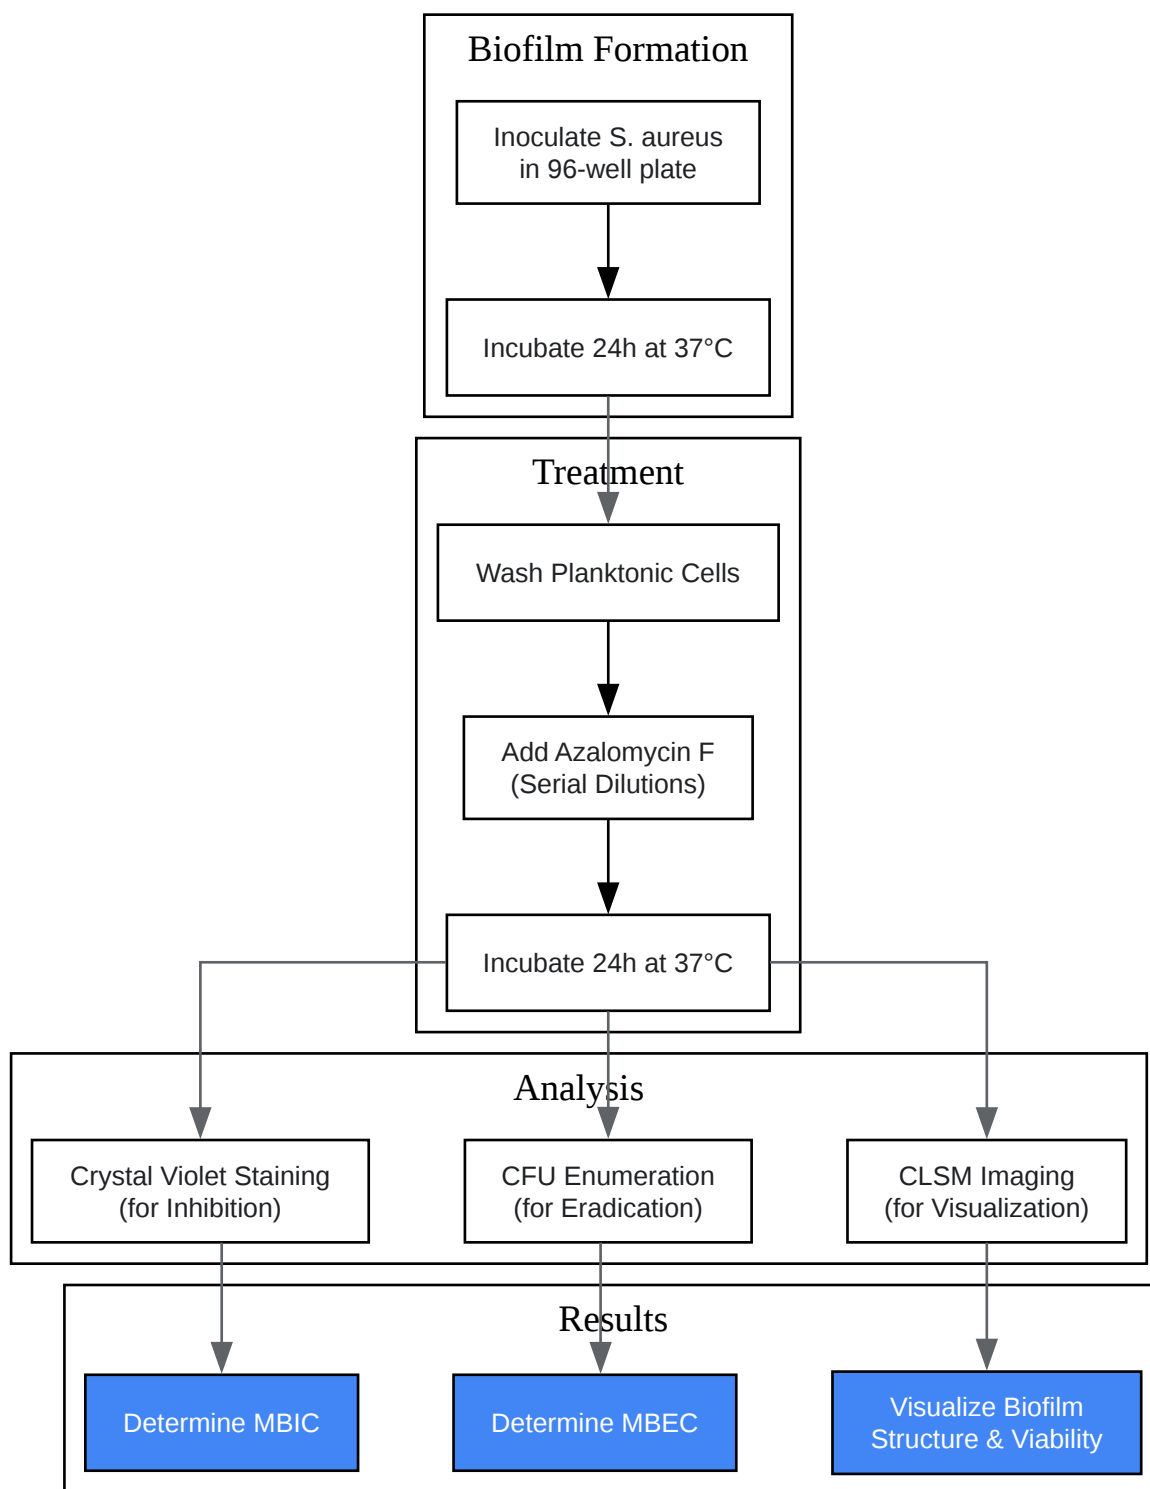 Biofilm Formation
Inoculate S. aureus
in 96-well plate
Incubate 24h at 37°C
Treatment
Wash Planktonic Cells
Add Azalomycin F
(Serial Dilutions)
Incubate 24h at 37°C
Analysis
Crystal Violet Staining
(for Inhibition)
CFU Enumeration
(for Eradication)
CLSM Imaging
(for Visualization)
Results
Determine MBIC
Determine MBEC
Visualize Biofilm
Structure & Viability